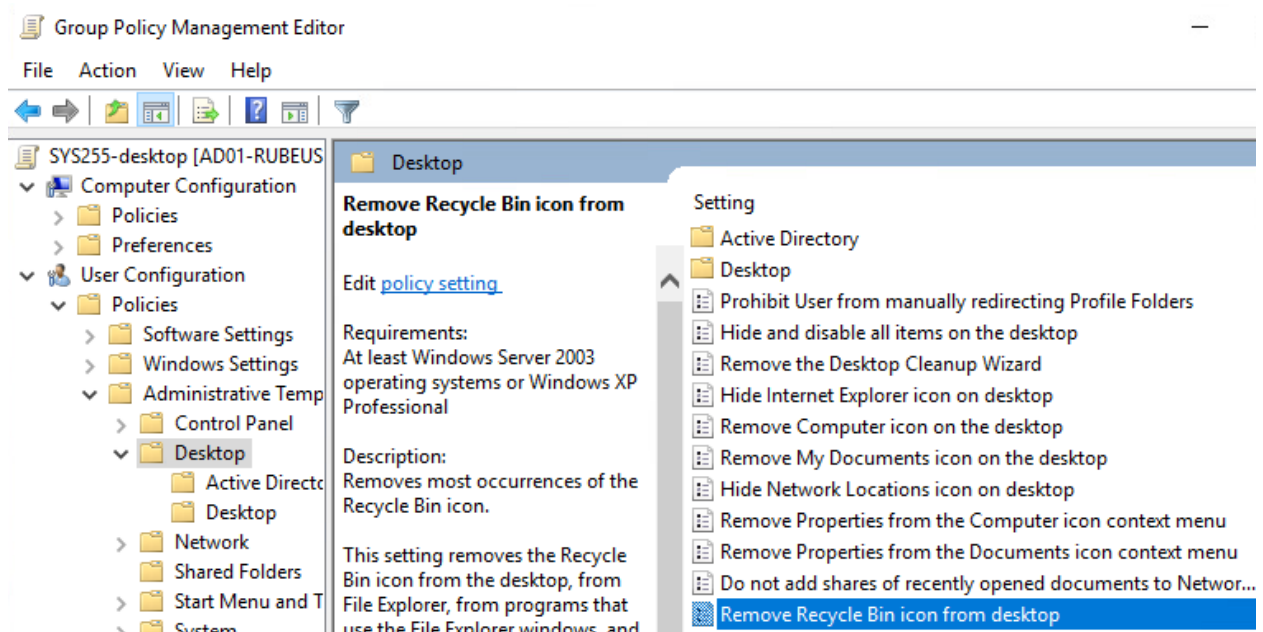 Group Policy Management Editor
File Action View Help
SYS255-desktop [AD01-RUBEUS
Computer Configuration
Policies
Preferences
User Configuration
Policies
Software Settings
Windows Settings
Administrative Temp
Control Panel
Desktop
Active Directo
Desktop
Network
Shared Folders
Start Menu and T
System
Desktop
Remove Recycle Bin icon from
desktop
Edit policy setting
Requirements:
At least Windows Server 2003
operating systems or Windows XP
Professional
Description:
Removes most occurrences of the
Recycle Bin icon.
This setting removes the Recycle
Bin icon from the desktop, from
File Explorer, from programs that
use the File Explorer windows, and
Setting
Active Directory
Desktop
Prohibit User from manually redirecting Profile Folders
Hide and disable all items on the desktop
Remove the Desktop Cleanup Wizard
Hide Internet Explorer icon on desktop
Remove Computer icon on the desktop
Remove My Documents icon on the desktop
Hide Network Locations icon on desktop
Remove Properties from the Computer icon context menu
Remove Properties from the Documents icon context menu
Do not add shares of recently opened documents to Networ...
Remove Recycle Bin icon from desktop